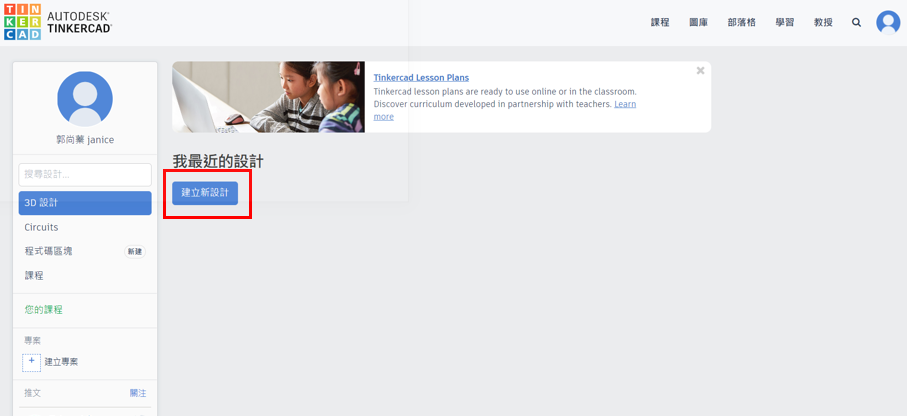 TIN
KER
CAD
AUTODESK®
TINKERCAD®
課程
圖庫
部落格
學習
教授
郭尚蓁 janice
搜尋設計...
3D 設計
Circuits
程式碼區塊
新建
課程
您的課程
專案
+ 建立專案
推文
關注
Tinkercad Lesson Plans
Tinkercad lesson plans are ready to use online or in the classroom.
Discover curriculum developed in partnership with teachers. Learn
more
我最近的設計
建立新設計